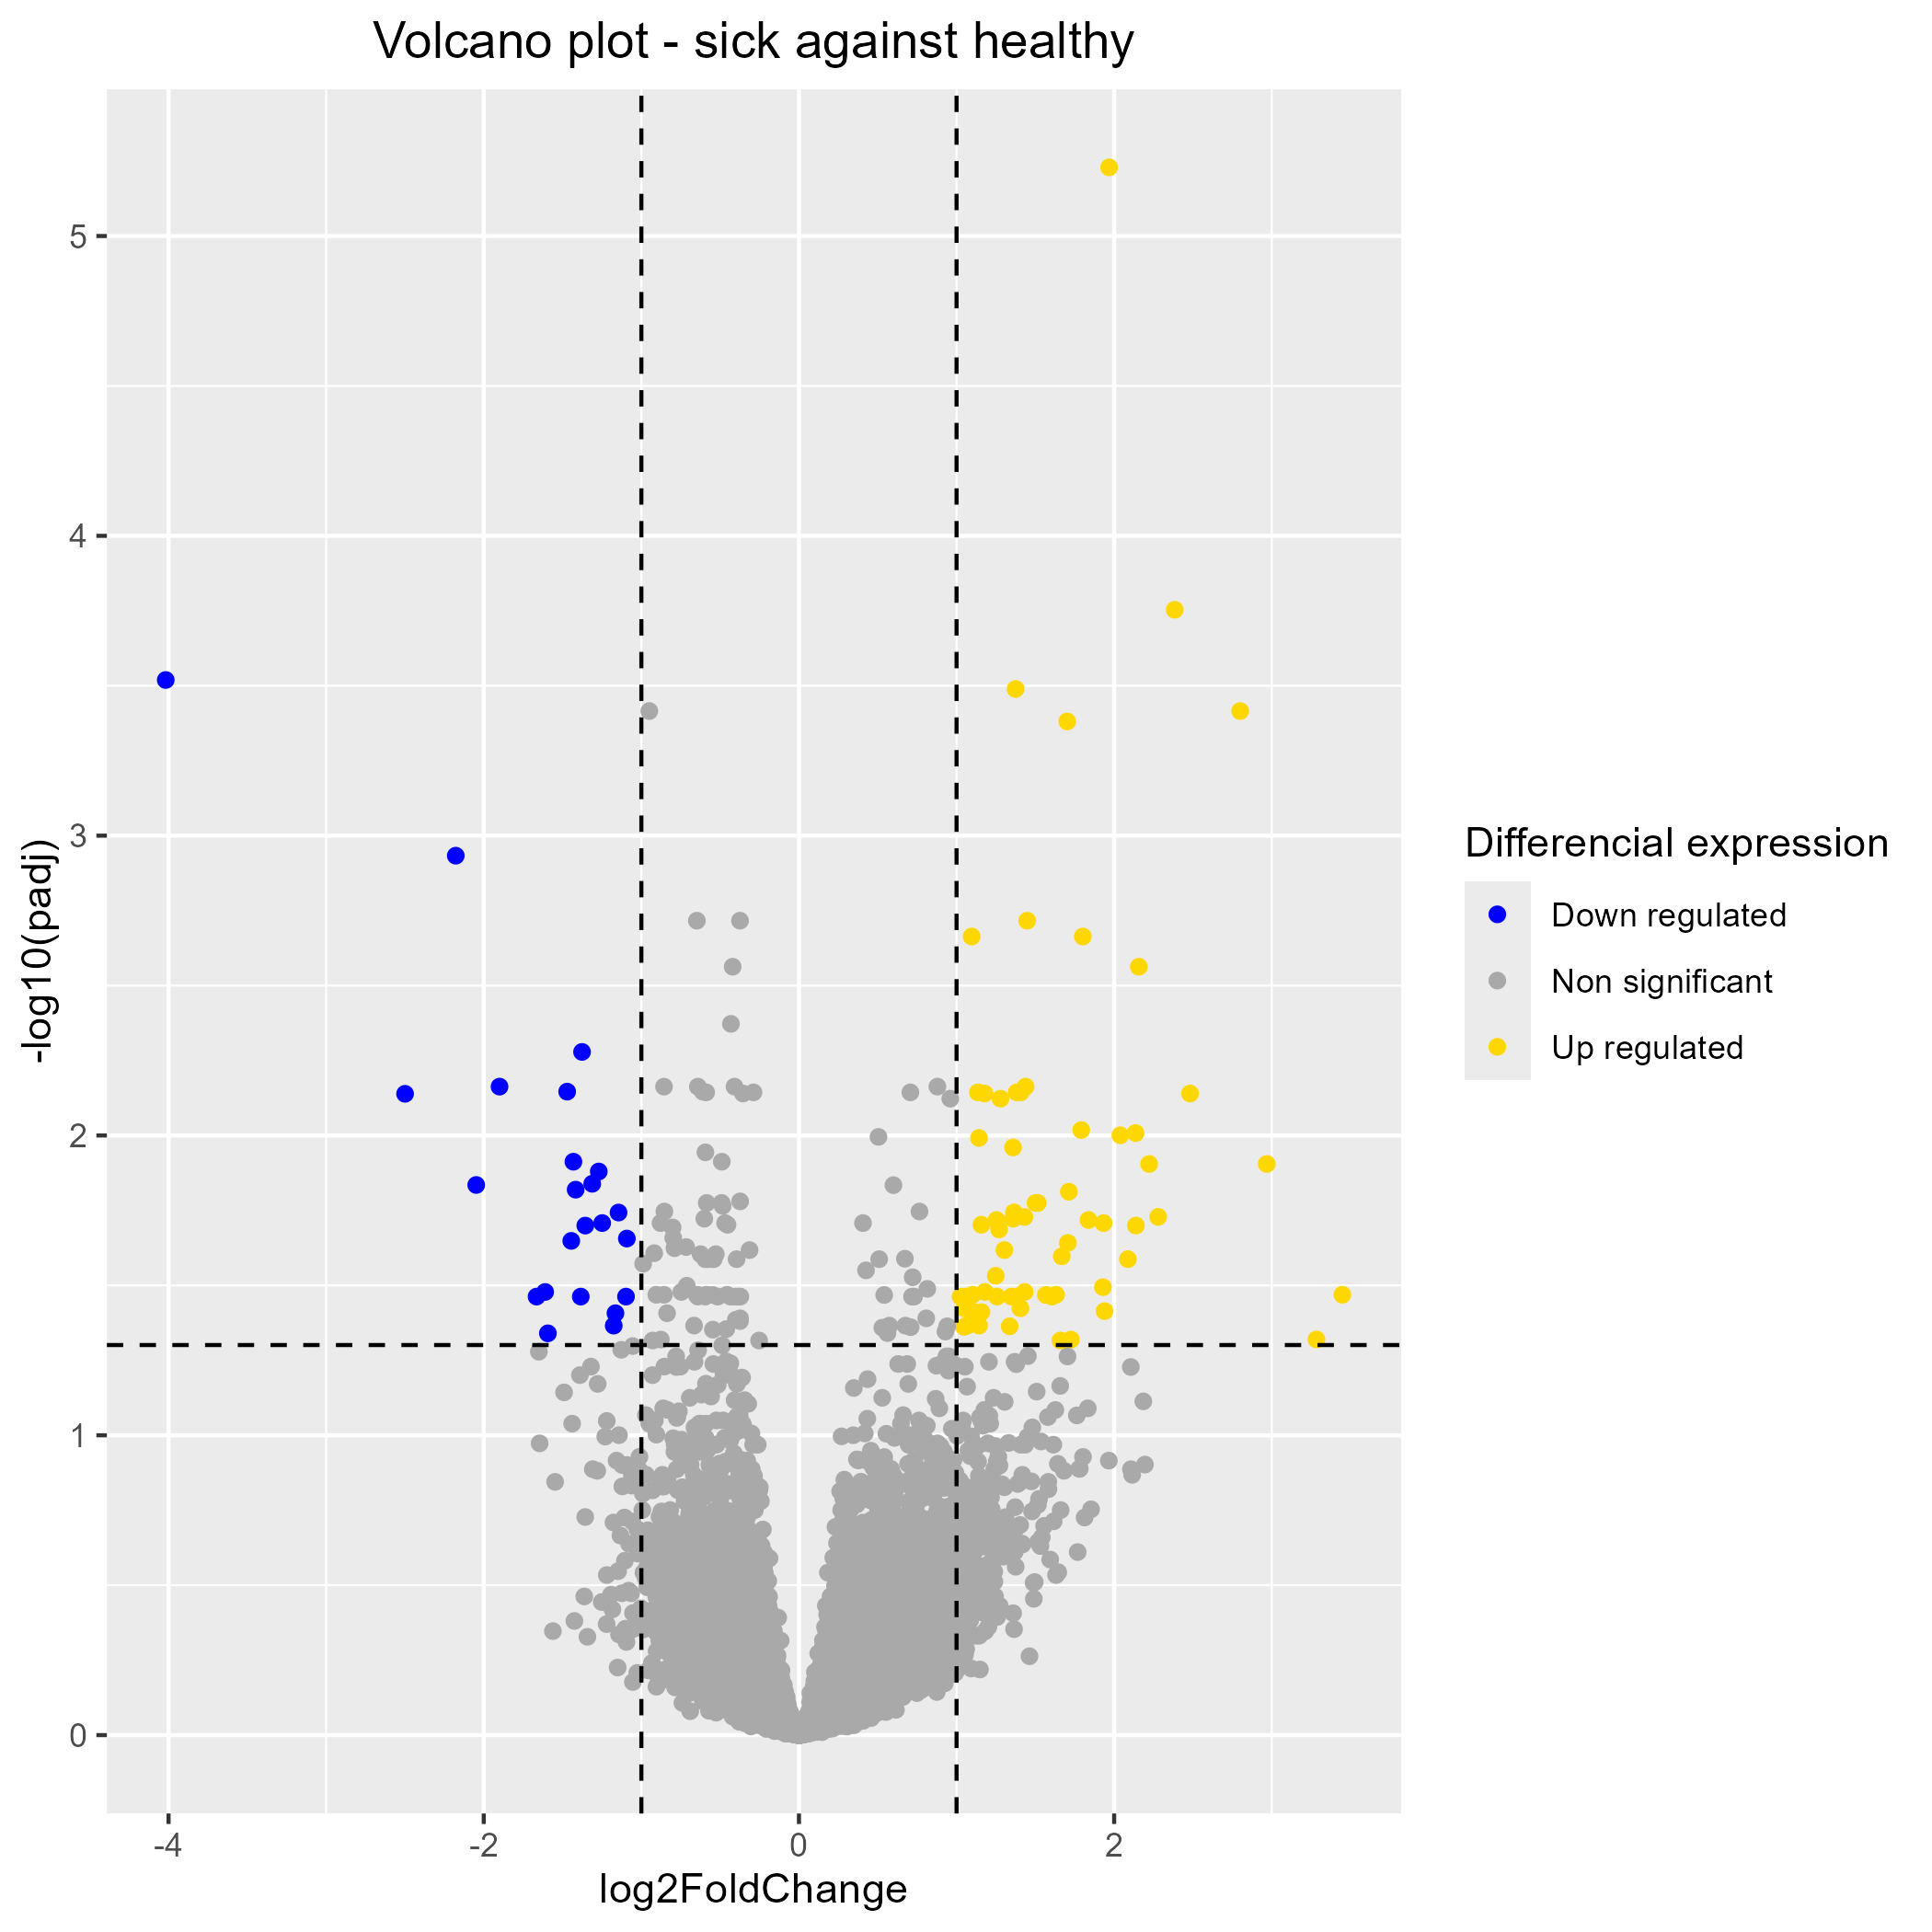 Volcano plot - sick against healthy
5
4
3
2
1
0
-log10(padj)
-4
-2
0
2
log2FoldChange
Differencial expression
Down regulated
Non significant
Up regulated